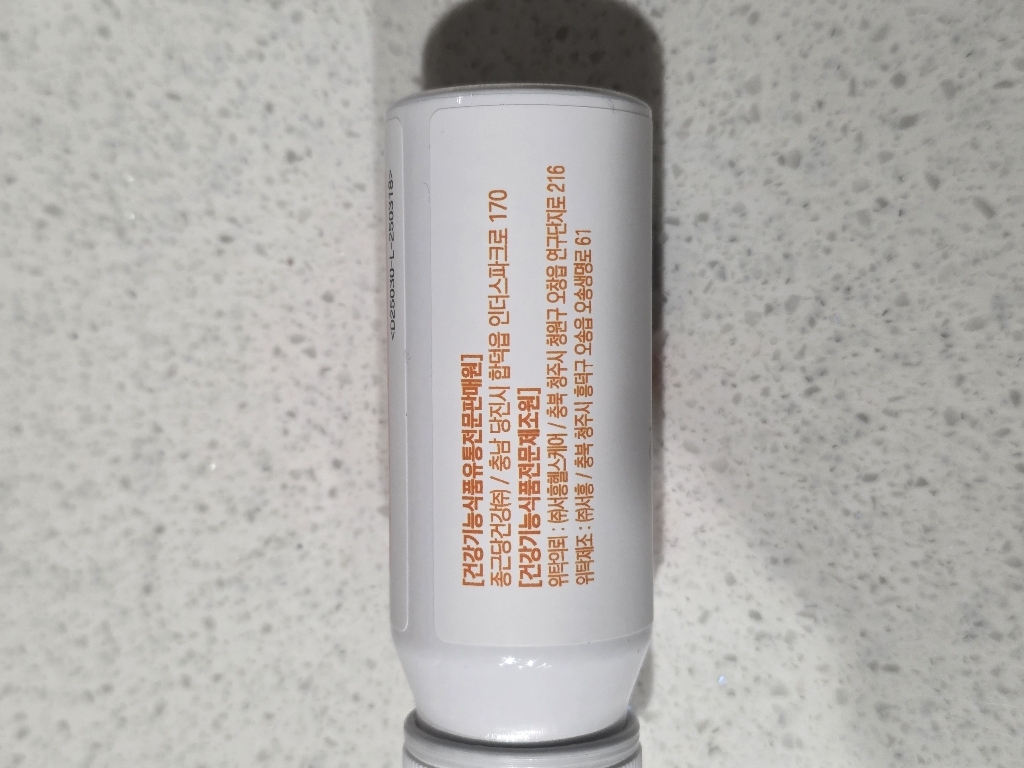 <D25030-L-250318>
[건강기능식품유통전문판매원]
종근당건강㈜ / 충남 당진시 합덕읍 인더스파크로 170
[건강기능식품전문제조원]
위탁의뢰 : ㈜서흥헬스케어 / 충북 청주시 청원구 오창읍 연구단지로 216
위탁제조 : ㈜서흥 / 충북 청주시 흥덕구 오송읍 오송생명로 61